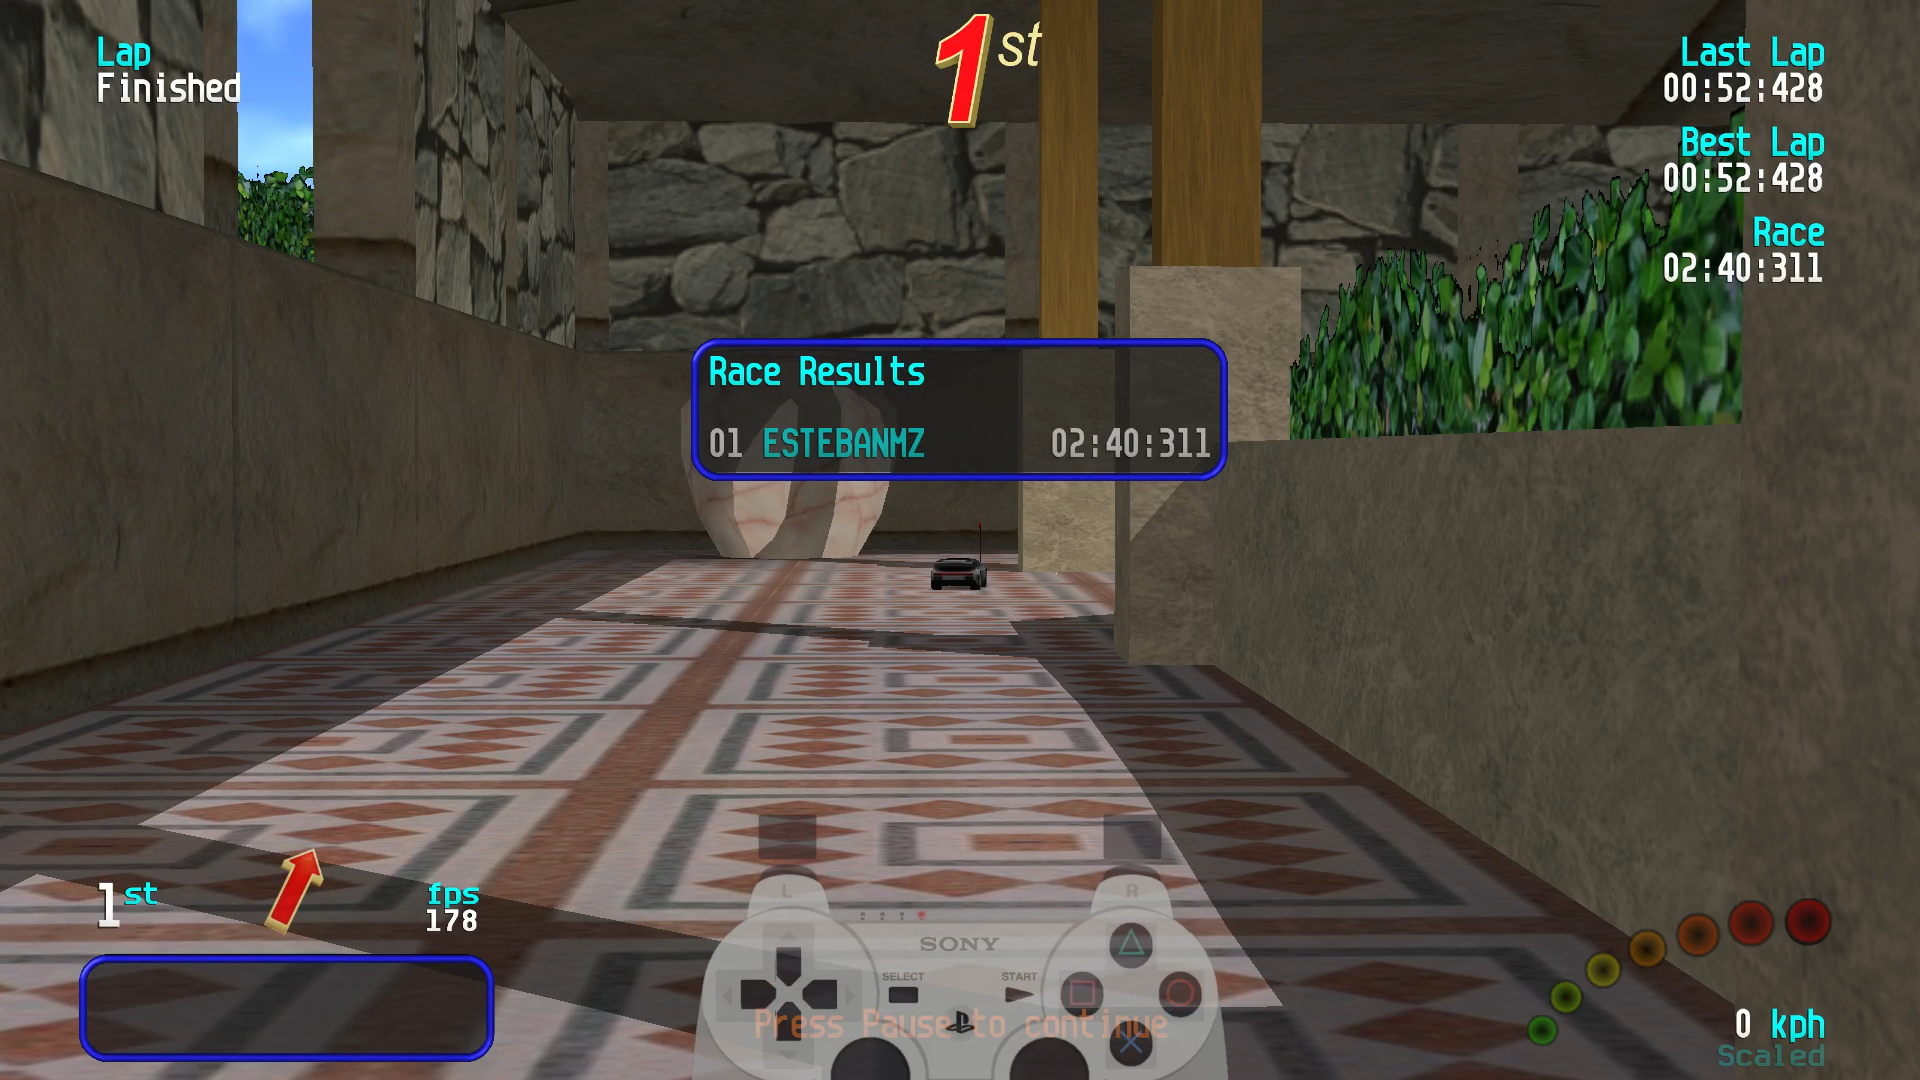 1st
Lap
Finished
Last Lap
00:52:428
Best Lap
00:52:428
Race
02:40:311
Race Results
01 ESTEBANMZ 02:40:311
1st
fps
178
L
R
SONY
SELECT
START
Press Pause to continue
0 kph
Scaled